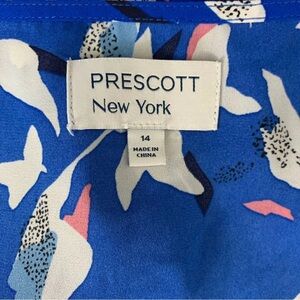 PRESCOTT
New York
14
MADE IN
CHINA